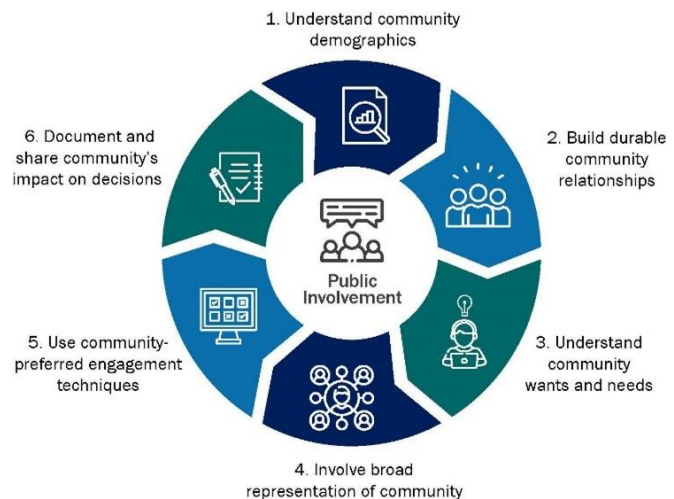 1. Understand community
demographics
2. Build durable
community
relationships
3. Understand
community
wants and needs
4. Involve broad
representation of community
5. Use community-
preferred engagement
techniques
6. Document and
share community's
impact on decisions
Public
Involvement